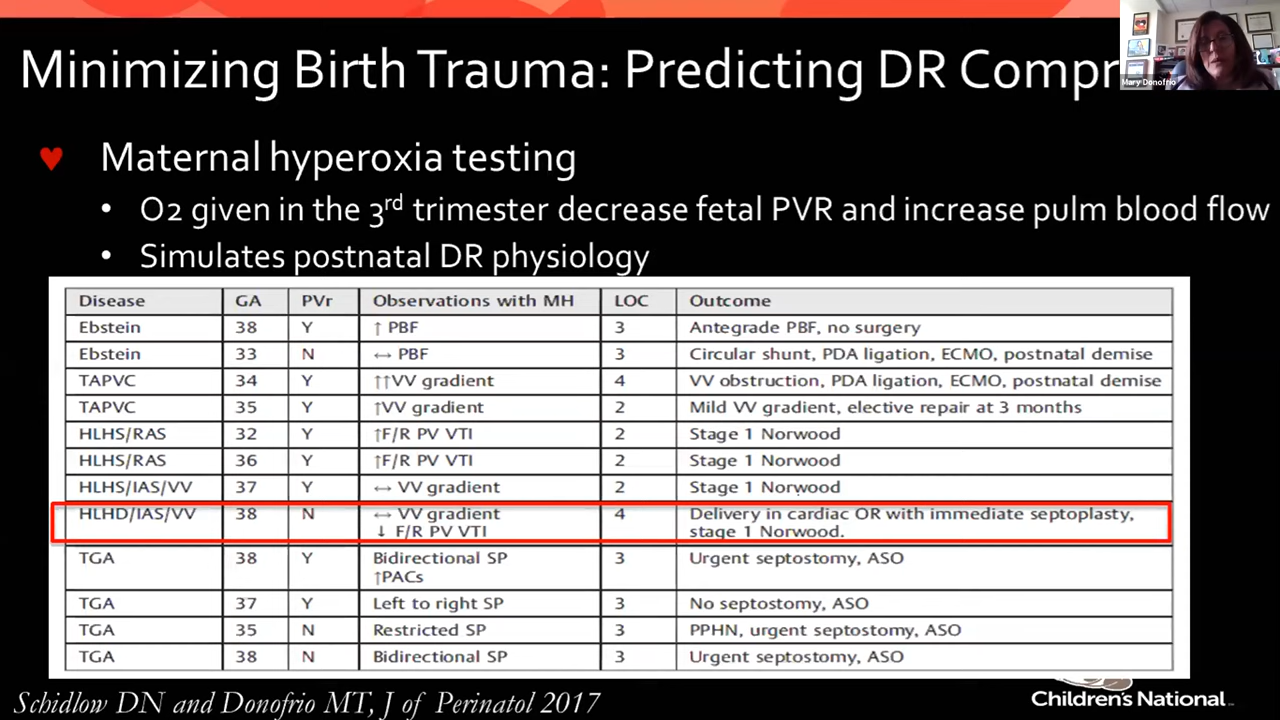 Minimizing Birth Trauma: Predicting DR Compr
Mary Donofrio
♥ Maternal hyperoxia testing
• O2 given in the 3rd trimester decrease fetal PVR and increase pulm blood flow
• Simulates postnatal DR physiology
Disease GA PVr Observations with MH LOC Outcome
Ebstein 38 Y ↑ PBF 3 Antegrade PBF, no surgery
Ebstein 33 N ↔ PBF 3 Circular shunt, PDA ligation, ECMO, postnatal demise
TAPVC 34 Y ↑↑VV gradient 4 VV obstruction, PDA ligation, ECMO, postnatal demise
TAPVC 35 Y ↑VV gradient 2 Mild VV gradient, elective repair at 3 months
HLHS/RAS 32 Y ↑F/R PV VTI 2 Stage 1 Norwood
HLHS/RAS 36 Y ↑F/R PV VTI 2 Stage 1 Norwood
HLHS/IAS/VV 37 Y ↔ VV gradient 2 Stage 1 Norwood
HLHD/IAS/VV 38 N ↔ VV gradient 4 Delivery in cardiac OR with immediate septoplasty,
↓ F/R PV VTI stage 1 Norwood.
TGA 38 Y Bidirectional SP 3 Urgent septostomy, ASO
↑PACs
TGA 37 Y Left to right SP 3 No septostomy, ASO
TGA 35 N Restricted SP 3 PPHN, urgent septostomy, ASO
TGA 38 N Bidirectional SP 3 Urgent septostomy, ASO
Schidlow DN and Donofrio MT, J of Perinatol 2017
Children's National